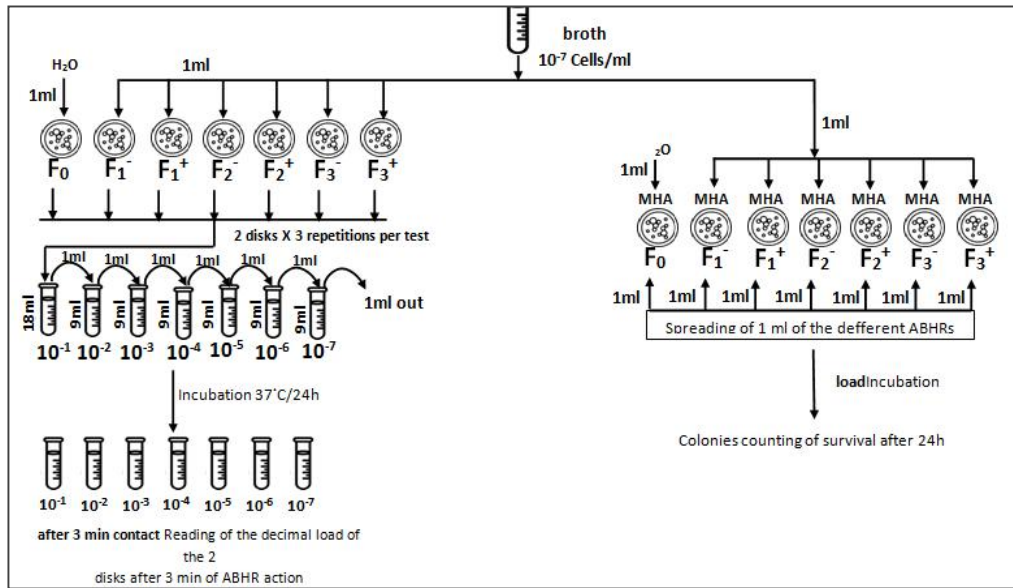 broth
10⁻⁷ Cells/ml
H₂O
1ml
1ml
F₀ F₁⁻ F₁⁺ F₂⁻ F₂⁺ F₃⁻ F₃⁺
2 disks X 3 repetitions per test
1ml 1ml 1ml 1ml 1ml 1ml
1ml out
18ml 9ml 9ml 9ml 9ml 9ml 9ml
10⁻¹ 10⁻² 10⁻³ 10⁻⁴ 10⁻⁵ 10⁻⁶ 10⁻⁷
Incubation 37˚C/24h
10⁻¹ 10⁻² 10⁻³ 10⁻⁴ 10⁻⁵ 10⁻⁶ 10⁻⁷
after 3 min contact Reading of the decimal load of
the 2
disks after 3 min of ABHR action
1ml
₂O
1ml
MHA MHA MHA MHA MHA MHA MHA
F₀ F₁⁻ F₁⁺ F₂⁻ F₂⁺ F₃⁻ F₃⁺
1ml 1ml 1ml 1ml 1ml 1ml 1ml
Spreading of 1 ml of the defferent ABHRs
loadIncubation
Colonies counting of survival after 24h